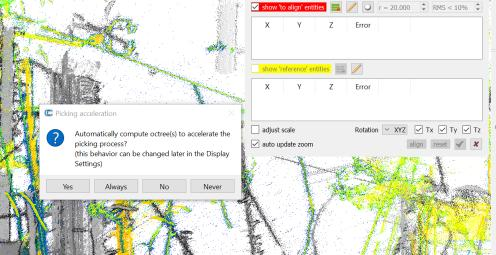 show 'to align' entities r = 20.000 RMS < 10%
X Y Z Error
show 'reference' entities
X Y Z Error
adjust scale Rotation XYZ Tx Ty Tz
auto update zoom align reset
Picking acceleration
Automatically compute octree(s) to accelerate the
picking process?
(this behavior can be changed later in the Display
Settings)
Yes Always No Never